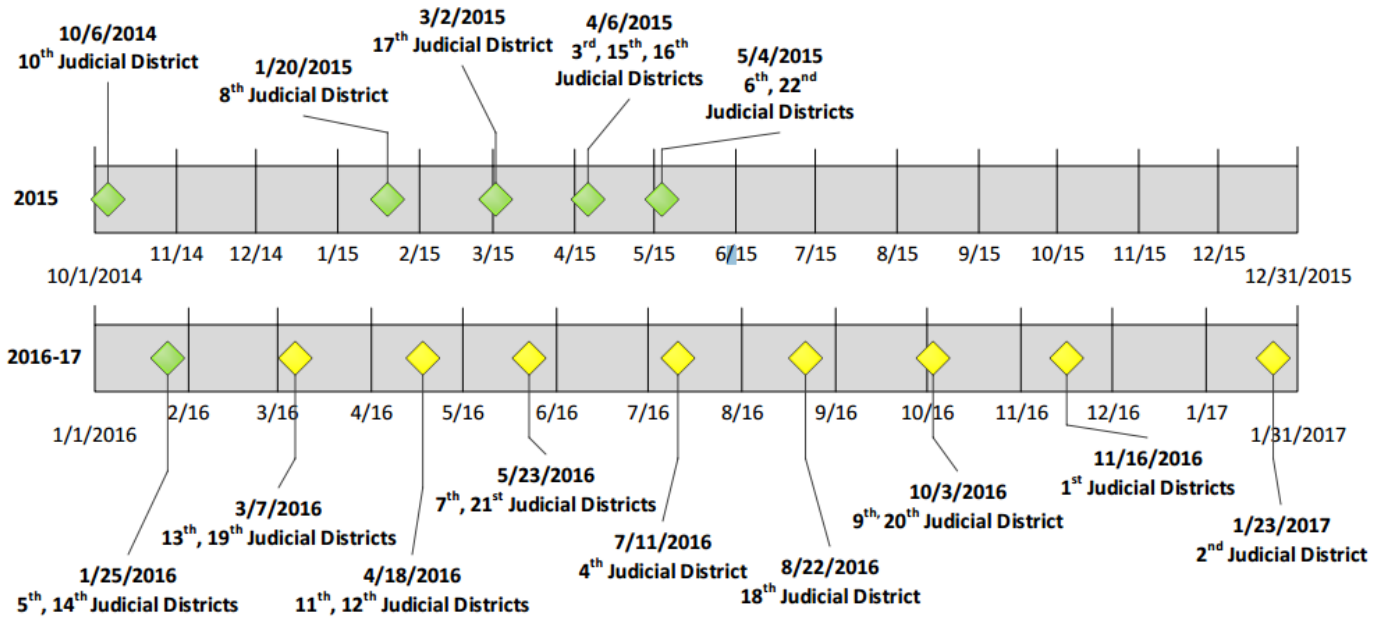 10/6/2014
10th Judicial District
1/20/2015
8th Judicial District
3/2/2015
17th Judicial District
4/6/2015
3rd, 15th, 16th
Judicial Districts
5/4/2015
6th, 22nd
Judicial Districts
2015
11/14 12/14 1/15 2/15 3/15 4/15 5/15 6/15 7/15 8/15 9/15 10/15 11/15 12/15
10/1/2014 12/31/2015
2016-17
2/16 3/16 4/16 5/16 6/16 7/16 8/16 9/16 10/16 11/16 12/16 1/17
1/1/2016 1/31/2017
1/25/2016
5th, 14th Judicial Districts
3/7/2016
13th, 19th Judicial Districts
4/18/2016
11th, 12th Judicial Districts
5/23/2016
7th, 21st Judicial Districts
7/11/2016
4th Judicial District
8/22/2016
18th Judicial District
10/3/2016
9th, 20th Judicial District
11/16/2016
1st Judicial Districts
1/23/2017
2nd Judicial District